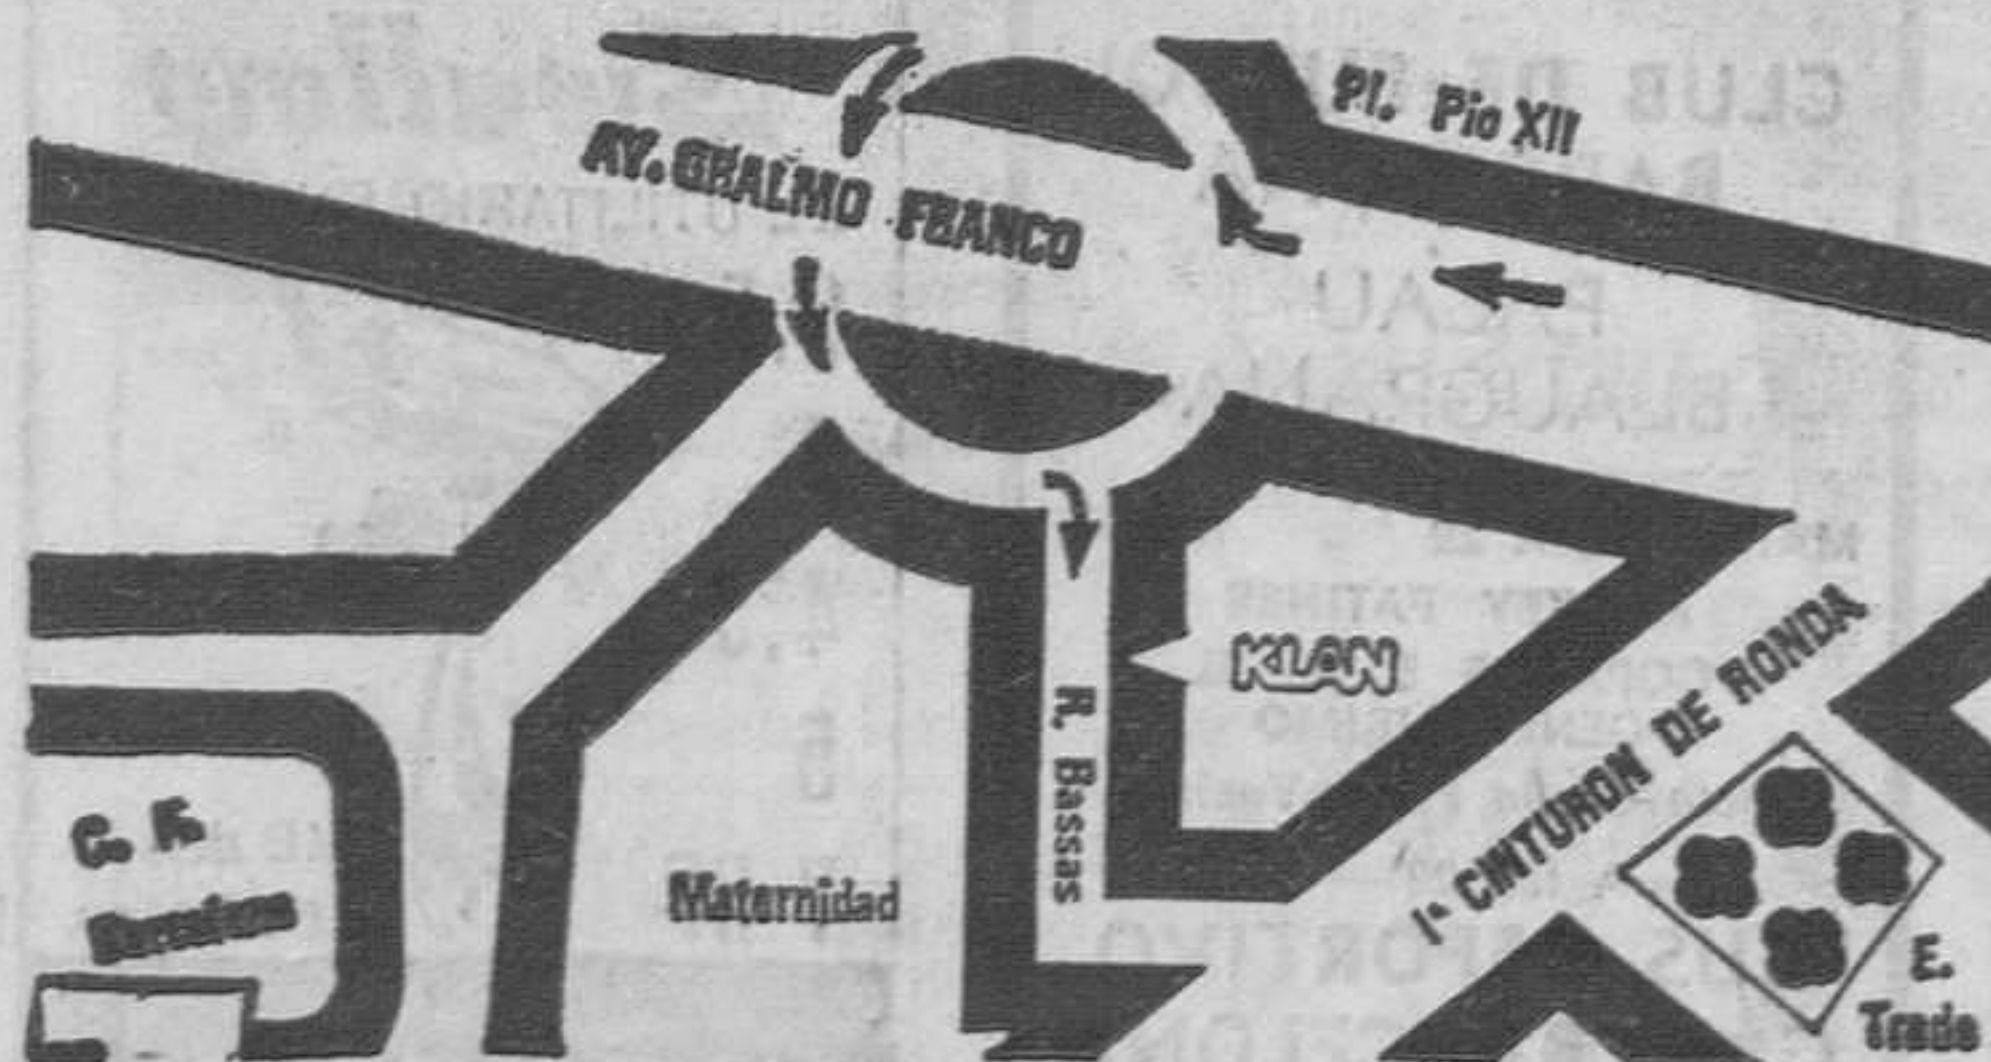 Pl. Pio XII
AV. GRALMO FRANCO
KLAN
R. Bassas
1ª CINTURON DE RONDA
C. F.
Barcelona
Maternidad
E.
Trade